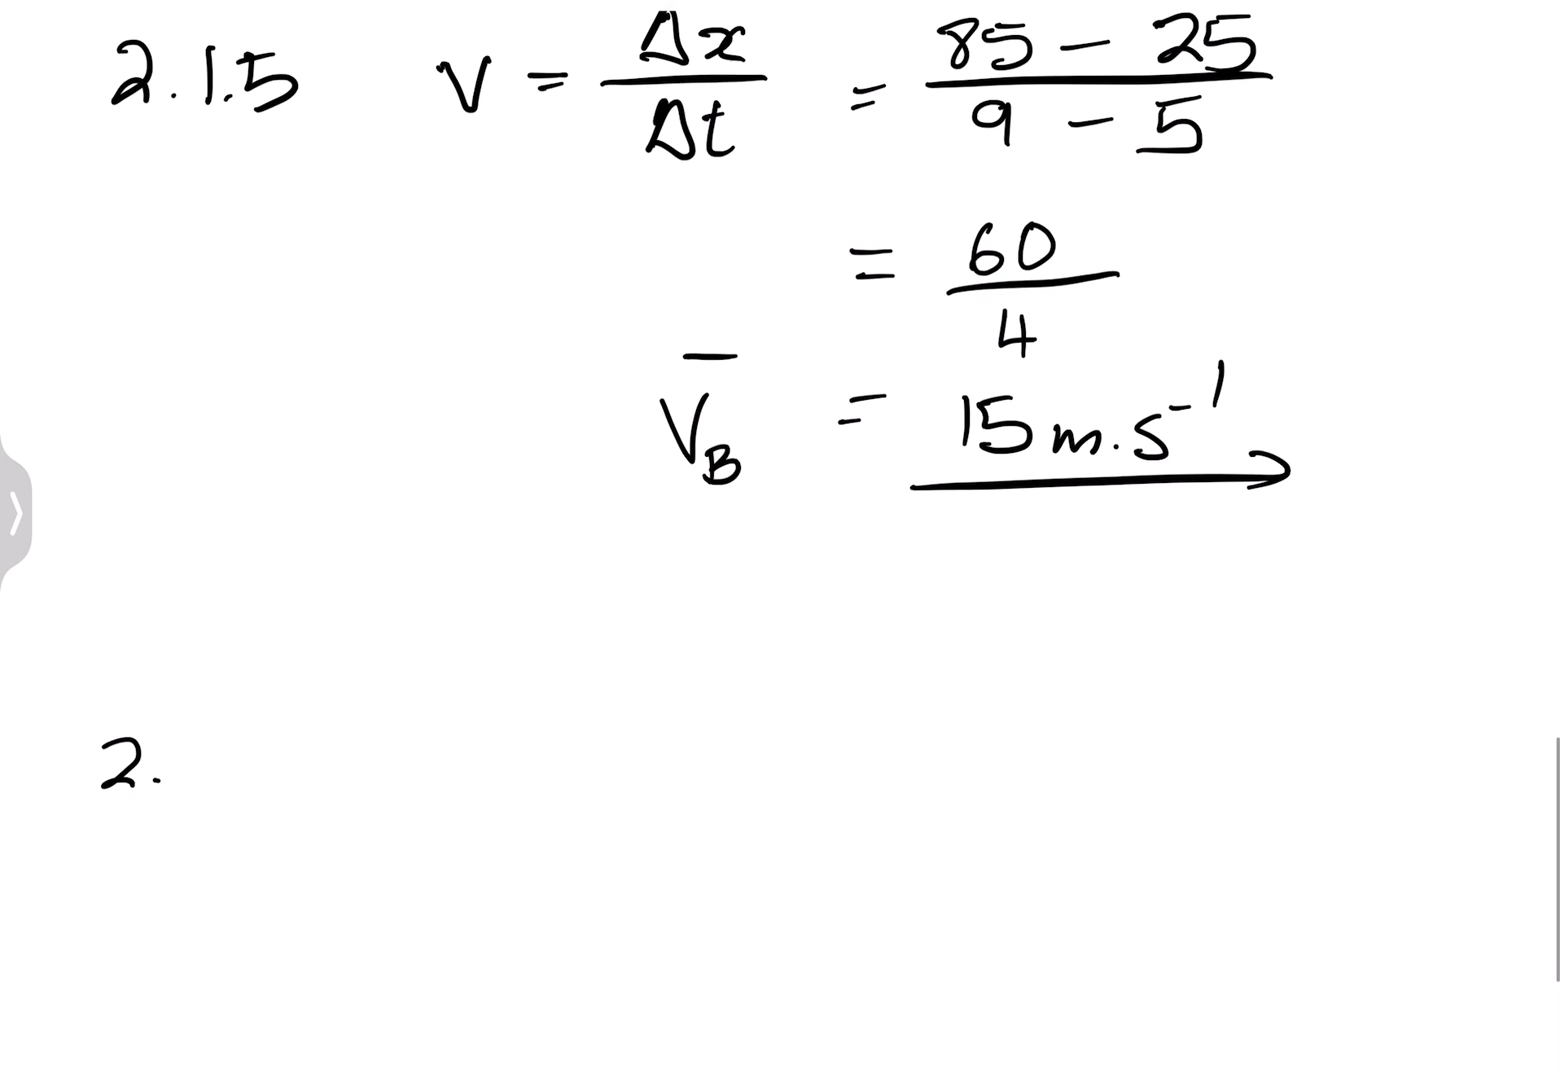 2.1.5 V = Δx/Δt = 85 - 25/9 - 5
= 60/4
V̄B = 15 m.s⁻¹
2.